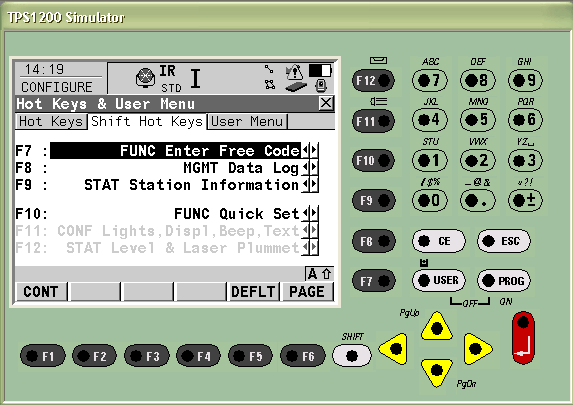 TPS1200 Simulator
14:19
CONFIGURE
IR
STD
I
Hot Keys & User Menu
Hot Keys Shift Hot Keys User Menu
F7 : FUNC Enter Free Code
F8 : MGMT Data Log
F9 : STAT Station Information
F10: FUNC Quick Set
F11: CONF Lights,Displ,Beep,Text
F12: STAT Level & Laser Plummet
A
CONT DEFLT PAGE
ABC DEF GHI
F12 7 8 9
JKL MNO PQR
F11 4 5 6
STU VWX YZ
F10 1 2 3
/$% _@& *?!
F9 0 . ±
F8 CE ESC
F7 USER PROG
OFF ON
PgUp
SHIFT
F1 F2 F3 F4 F5 F6
PgDn